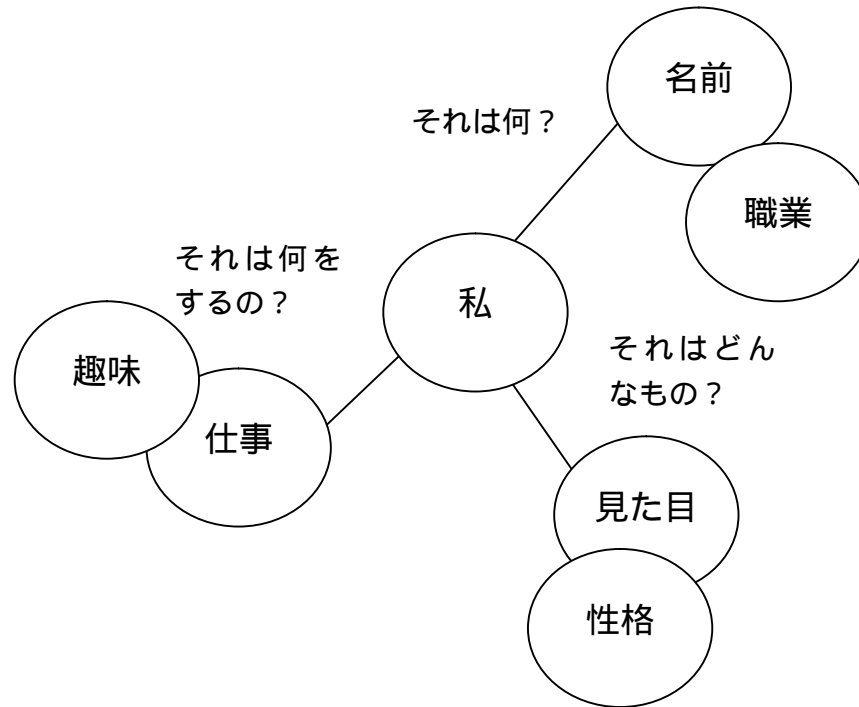 名前
それは何？
職業
それは何を
するの？
私
趣味
それはどん
なもの？
仕事
見た目
性格